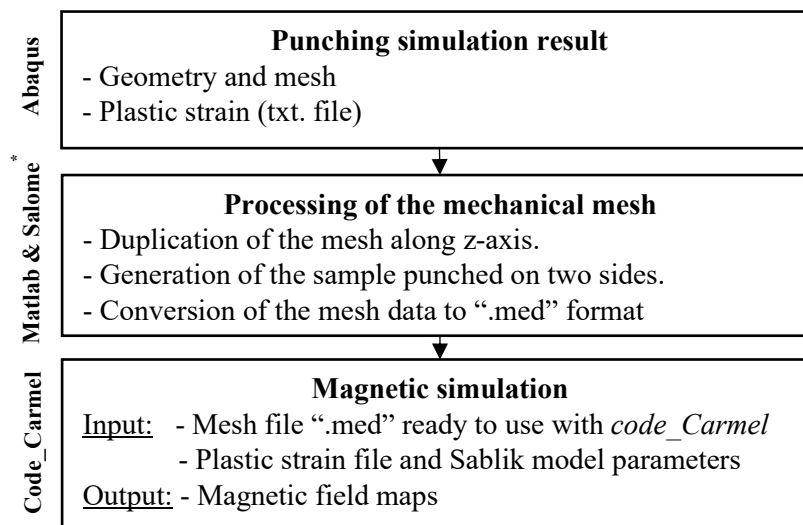 Abaqus
Punching simulation result
- Geometry and mesh
- Plastic strain (txt. file)
Matlab & Salome*
Processing of the mechanical mesh
- Duplication of the mesh along z-axis.
- Generation of the sample punched on two sides.
- Conversion of the mesh data to “.med” format
Code_Carmel
Magnetic simulation
Input: - Mesh file “.med” ready to use with code_Carmel
- Plastic strain file and Sablik model parameters
Output: - Magnetic field maps